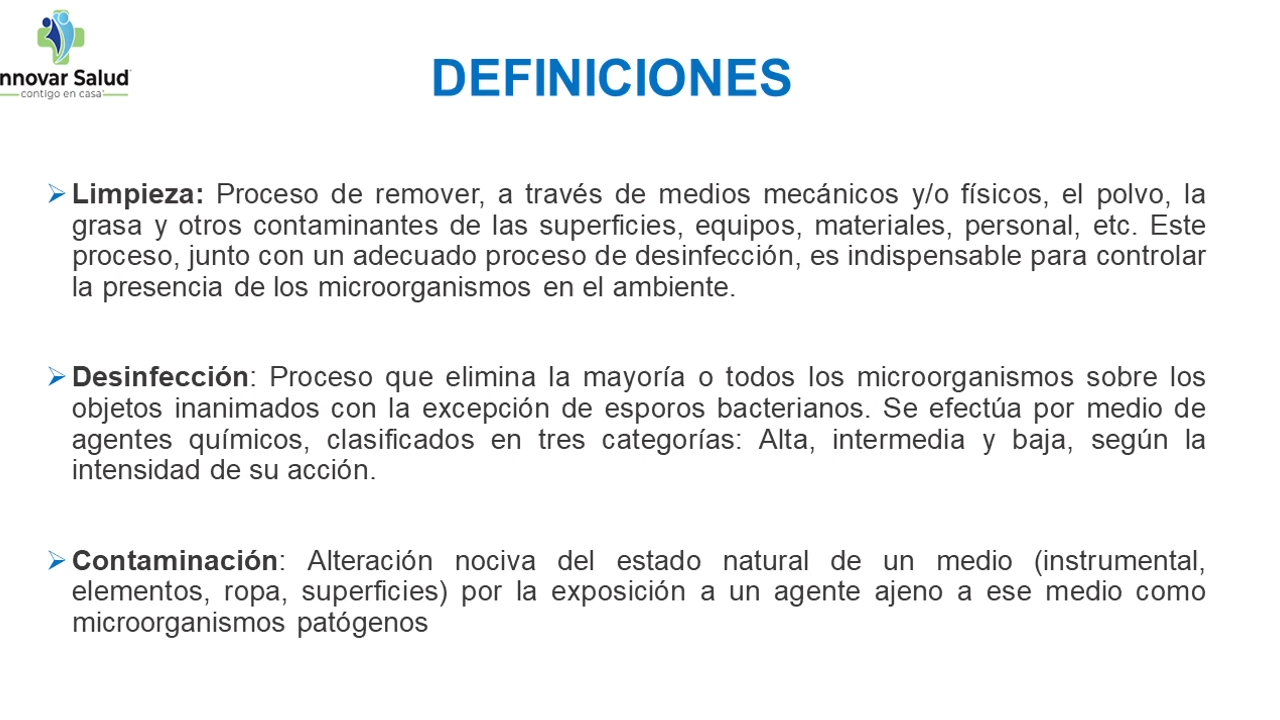 nnovar Salud
contigo en casa
DEFINICIONES
Limpieza: Proceso de remover, a través de medios mecánicos y/o físicos, el polvo, la
grasa y otros contaminantes de las superficies, equipos, materiales, personal, etc. Este
proceso, junto con un adecuado proceso de desinfección, es indispensable para controlar
la presencia de los microorganismos en el ambiente.
Desinfección: Proceso que elimina la mayoría o todos los microorganismos sobre los
objetos inanimados con la excepción de esporos bacterianos. Se efectúa por medio de
agentes químicos, clasificados en tres categorías: Alta, intermedia y baja, según la
intensidad de su acción.
Contaminación: Alteración nociva del estado natural de un medio (instrumental,
elementos, ropa, superficies) por la exposición a un agente ajeno a ese medio como
microorganismos patógenos